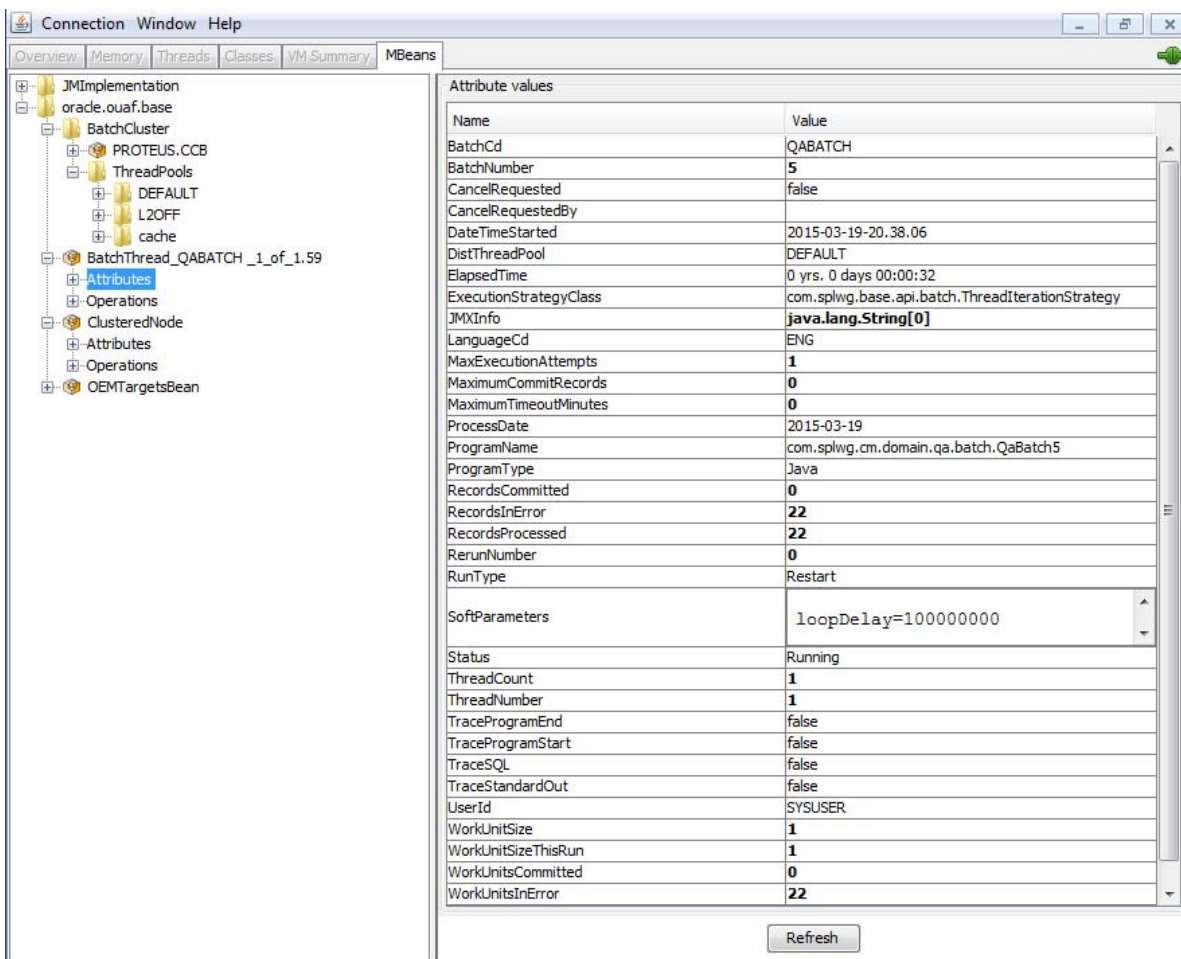 Connection Window Help
Overview Memory Threads Classes VM Summary MBeans
JMImplementation
oracle.ouaf.base
BatchCluster
PROTEUS.CCB
ThreadPools
DEFAULT
L2OFF
cache
BatchThread_QABATCH _1_of_1.59
Attributes
Operations
ClusteredNode
Attributes
Operations
OEMTargetsBean
Attribute values
Name Value
BatchCd QABATCH
BatchNumber 5
CancelRequested false
CancelRequestedBy
DateTimeStarted 2015-03-19-20.38.06
DistThreadPool DEFAULT
ElapsedTime 0 yrs. 0 days 00:00:32
ExecutionStrategyClass com.splwg.base.api.batch.ThreadIterationStrategy
JMXInfo java.lang.String[0]
LanguageCd ENG
MaxExecutionAttempts 1
MaximumCommitRecords 0
MaximumTimeoutMinutes 0
ProcessDate 2015-03-19
ProgramName com.splwg.cm.domain.qa.batch.QaBatch5
ProgramType Java
RecordsCommitted 0
RecordsInError 22
RecordsProcessed 22
RerunNumber 0
RunType Restart
SoftParameters loopDelay=100000000
Status Running
ThreadCount 1
ThreadNumber 1
TraceProgramEnd false
TraceProgramStart false
TraceSQL false
TraceStandardOut false
UserId SYSUSER
WorkUnitSize 1
WorkUnitSizeThisRun 1
WorkUnitsCommitted 0
WorkUnitsInError 22
Refresh